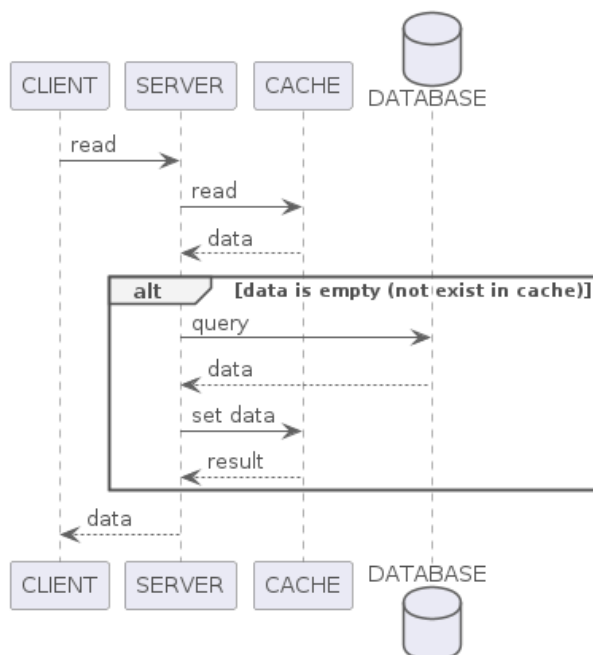 CLIENT
SERVER
CACHE
DATABASE
read
read
data
alt
[data is empty (not exist in cache)]
query
data
set data
result
data
CLIENT
SERVER
CACHE
DATABASE